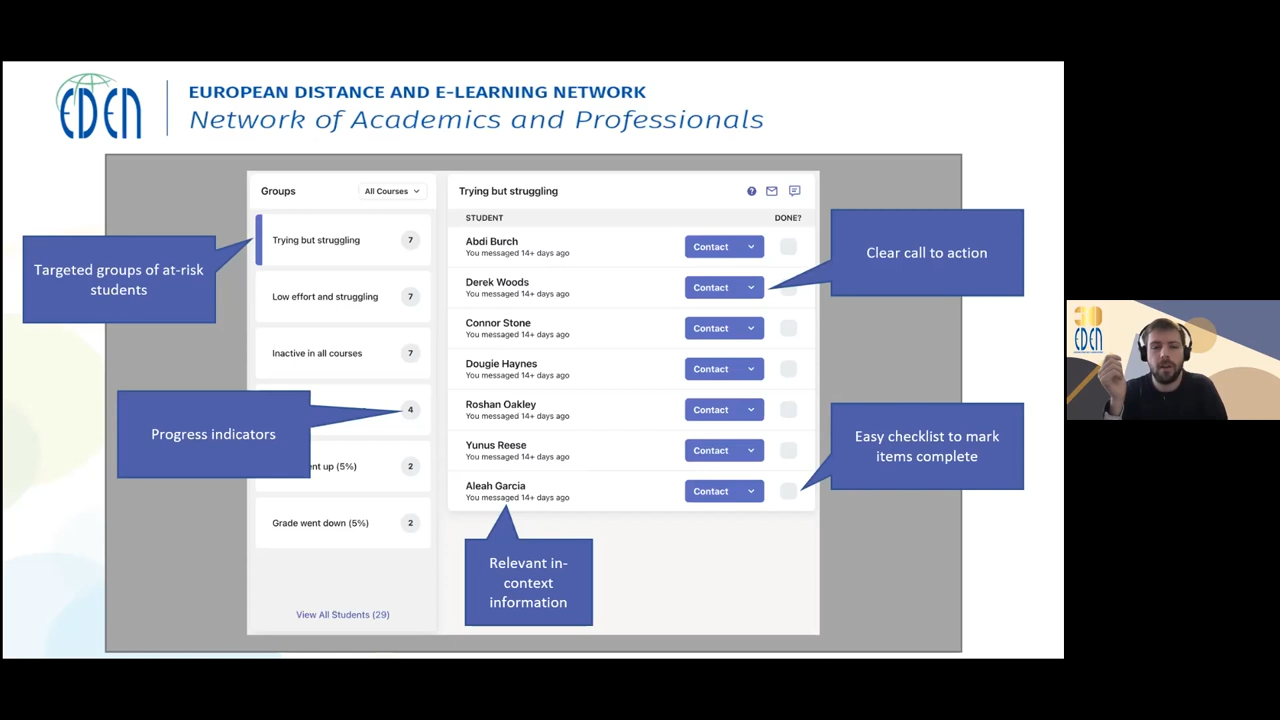 EDEN
EUROPEAN DISTANCE AND E-LEARNING NETWORK
Network of Academics and Professionals
Groups
All Courses
Trying but struggling
7
Low effort and struggling
7
Inactive in all courses
7
4
nt up (5%)
2
Grade went down (5%)
2
View All Students (29)
Trying but struggling
?
STUDENT
DONE?
Abdi Burch
You messaged 14+ days ago
Contact
Derek Woods
You messaged 14+ days ago
Contact
Connor Stone
You messaged 14+ days ago
Contact
Dougie Haynes
You messaged 14+ days ago
Contact
Roshan Oakley
You messaged 14+ days ago
Contact
Yunus Reese
You messaged 14+ days ago
Contact
Aleah Garcia
You messaged 14+ days ago
Contact
Targeted groups of at-risk
students
Progress indicators
Clear call to action
Easy checklist to mark
items complete
Relevant in-
context
information
30
EDEN